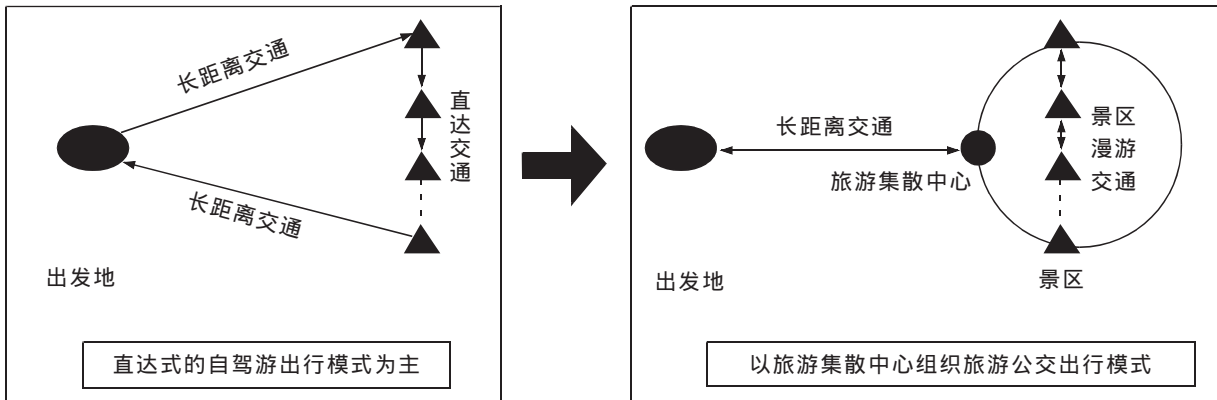 长距离交通
直达交通
长距离交通
出发地
直达式的自驾游出行模式为主
长距离交通
旅游集散中心
景区
漫游
交通
出发地
景区
以旅游集散中心组织旅游公交出行模式